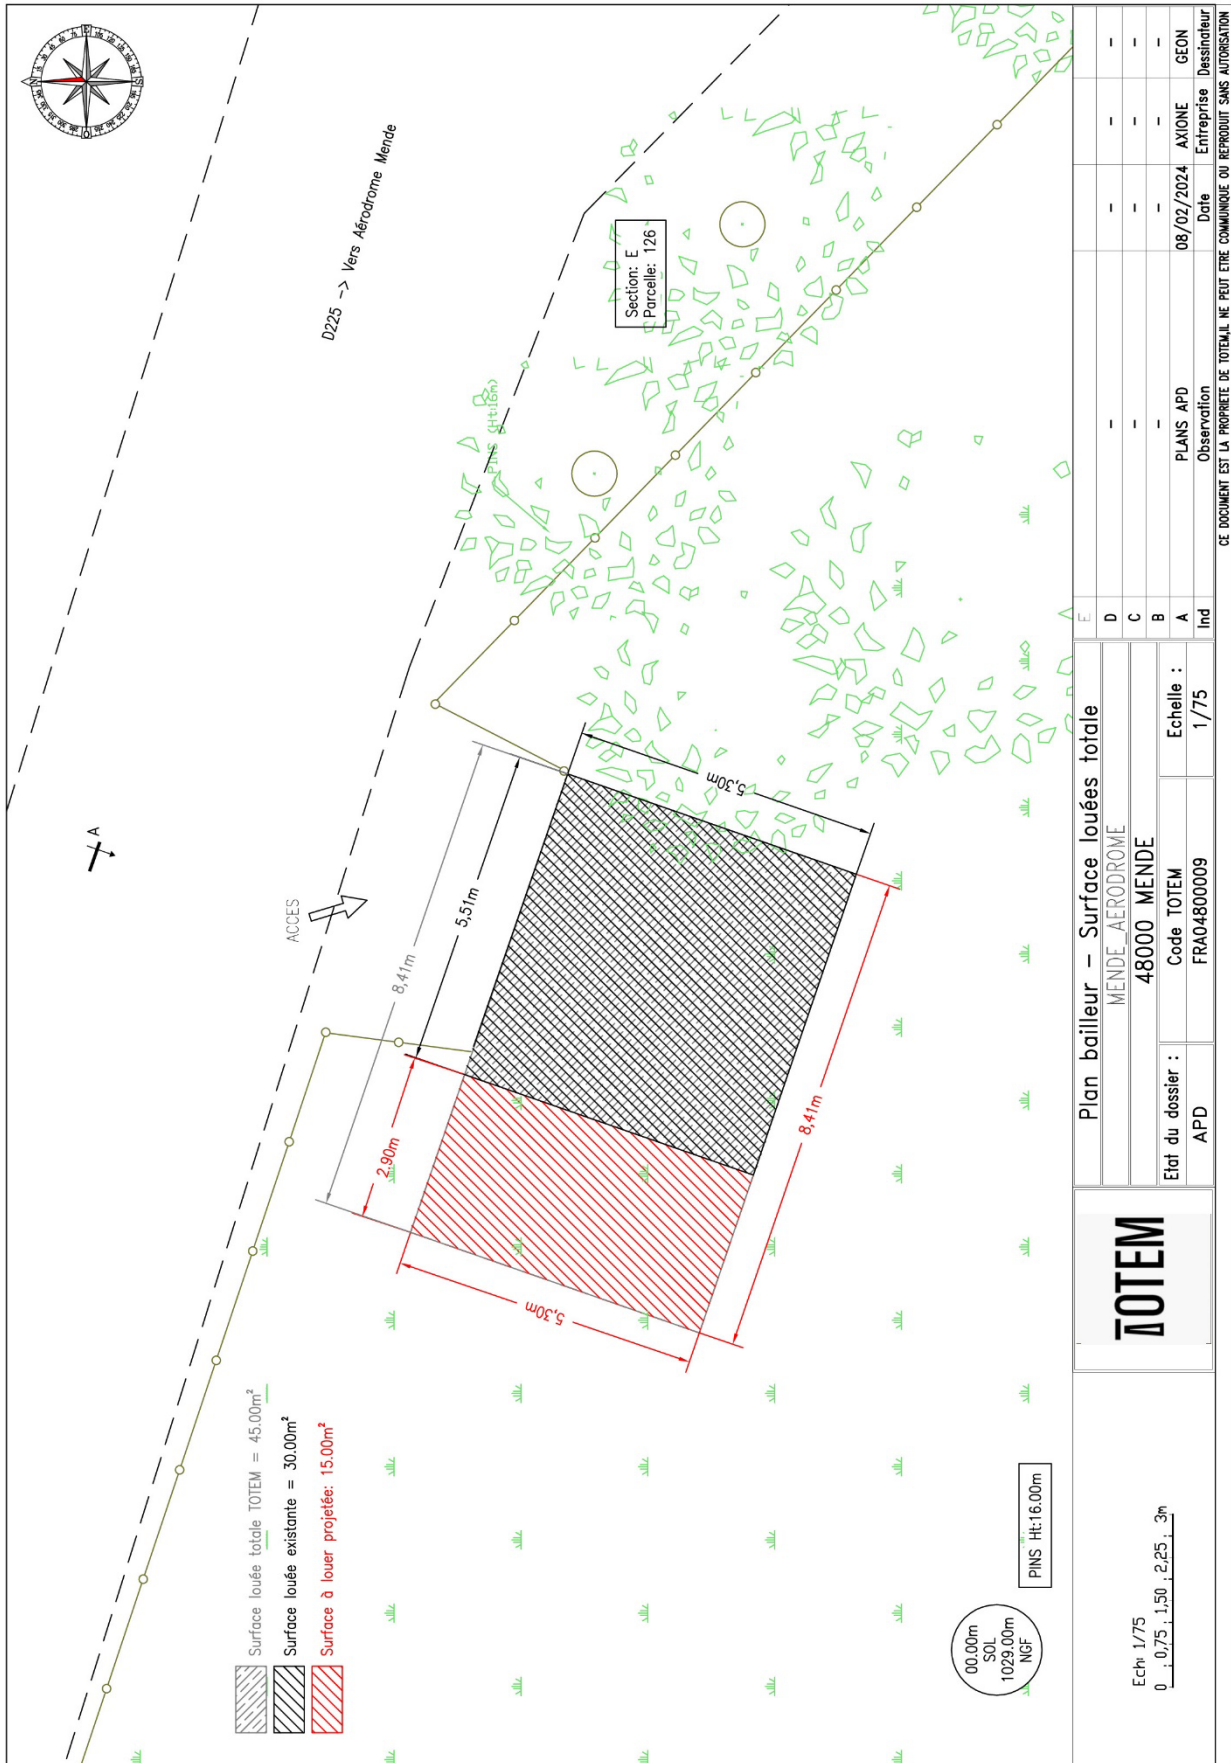 D225 -> Vers Aérodrome Mende
A
ACCES
PINS (Ht:16m)
Section: E
Parcelle: 126
8,41m
5,51m
2,90m
5,30m
5,30m
8,41m
Surface louée totale TOTEM = 45.00m²
Surface louée existante = 30.00m²
Surface à louer projetée: 15.00m²
00.00m
SOL
1029.00m
NGF
PINS Ht:16.00m
Ech: 1/75
0 : 0,75 : 1,50 : 2,25 : 3m
TOTEM
Plan bailleur – Surface louées totale
MENDE_AERODROME
48000 MENDE
Etat du dossier :
APD
Code TOTEM
FRA04800009
Echelle :
1/75
E
D - - - -
C - - - -
B - - - -
A PLANS APD 08/02/2024 AXIONE GEON
Ind Observation Date Entreprise Dessinateur
CE DOCUMENT EST LA PROPRIETE DE TOTEM,IL NE PEUT ETRE COMMUNIQUE OU REPRODUIT SANS AUTORISATION